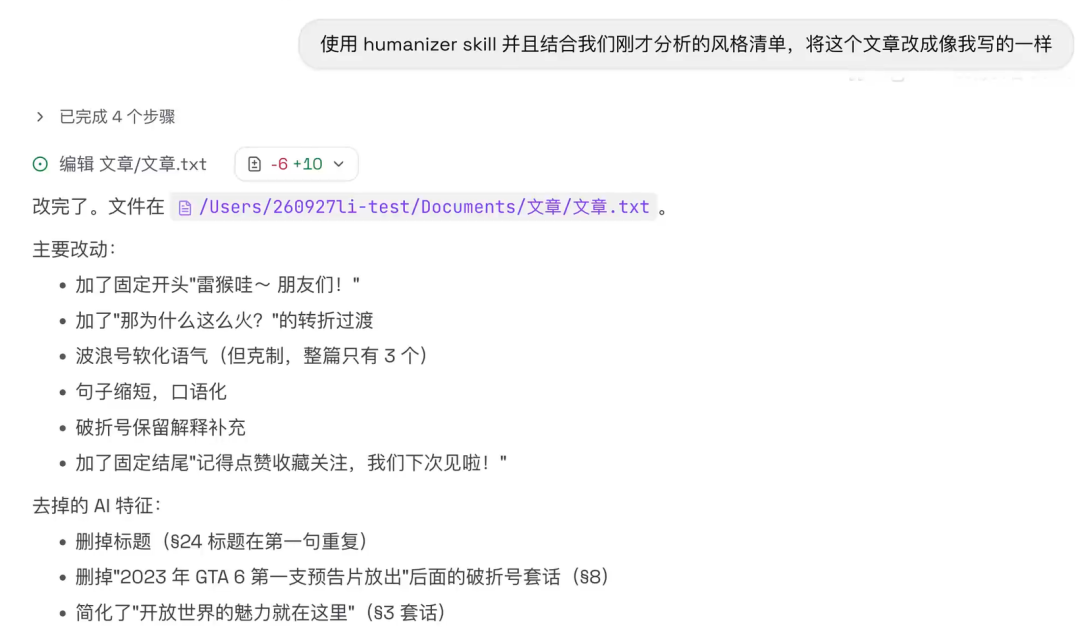 使用 humanizer skill 并且结合我们刚才分析的风格清单，将这个文章改成像我写的一样
已完成 4 个步骤
编辑 文章/文章.txt -6 +10
改完了。文件在 /Users/260927li-test/Documents/文章/文章.txt 。
主要改动：
• 加了固定开头"雷猴哇～ 朋友们！"
• 加了"那为什么这么火？"的转折过渡
• 波浪号软化语气（但克制，整篇只有 3 个）
• 句子缩短，口语化
• 破折号保留解释补充
• 加了固定结尾"记得点赞收藏关注，我们下次见啦！"
去掉的 AI 特征：
• 删掉标题（§24 标题在第一句重复）
• 删掉"2023 年 GTA 6 第一支预告片放出"后面的破折号套话（§8）
• 简化了"开放世界的魅力就在这里"（§3 套话）